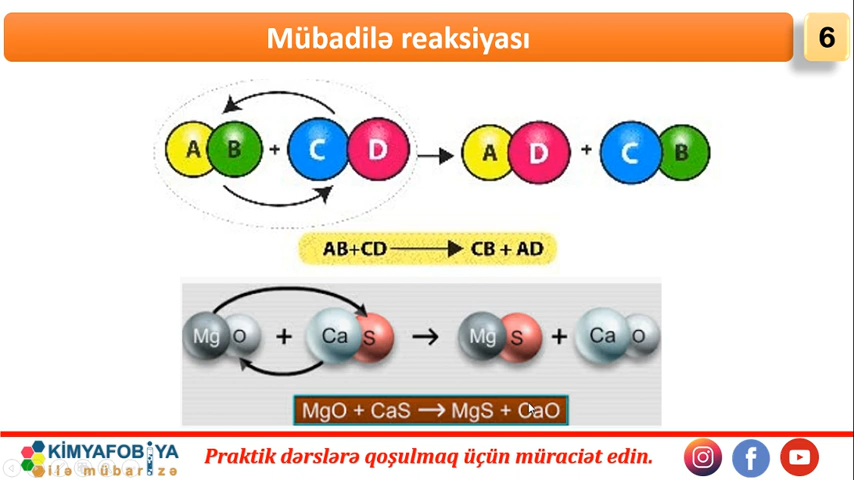 Mübadilə reaksiyası
6
A B + C D → A D + C B
AB+CD → CB + AD
Mg O + Ca S → Mg S + Ca O
MgO + CaS → MgS + CaO
KİMYAFOBİYA
ilə mübarizə
Praktik dərslərə qoşulmaq üçün müraciət edin.